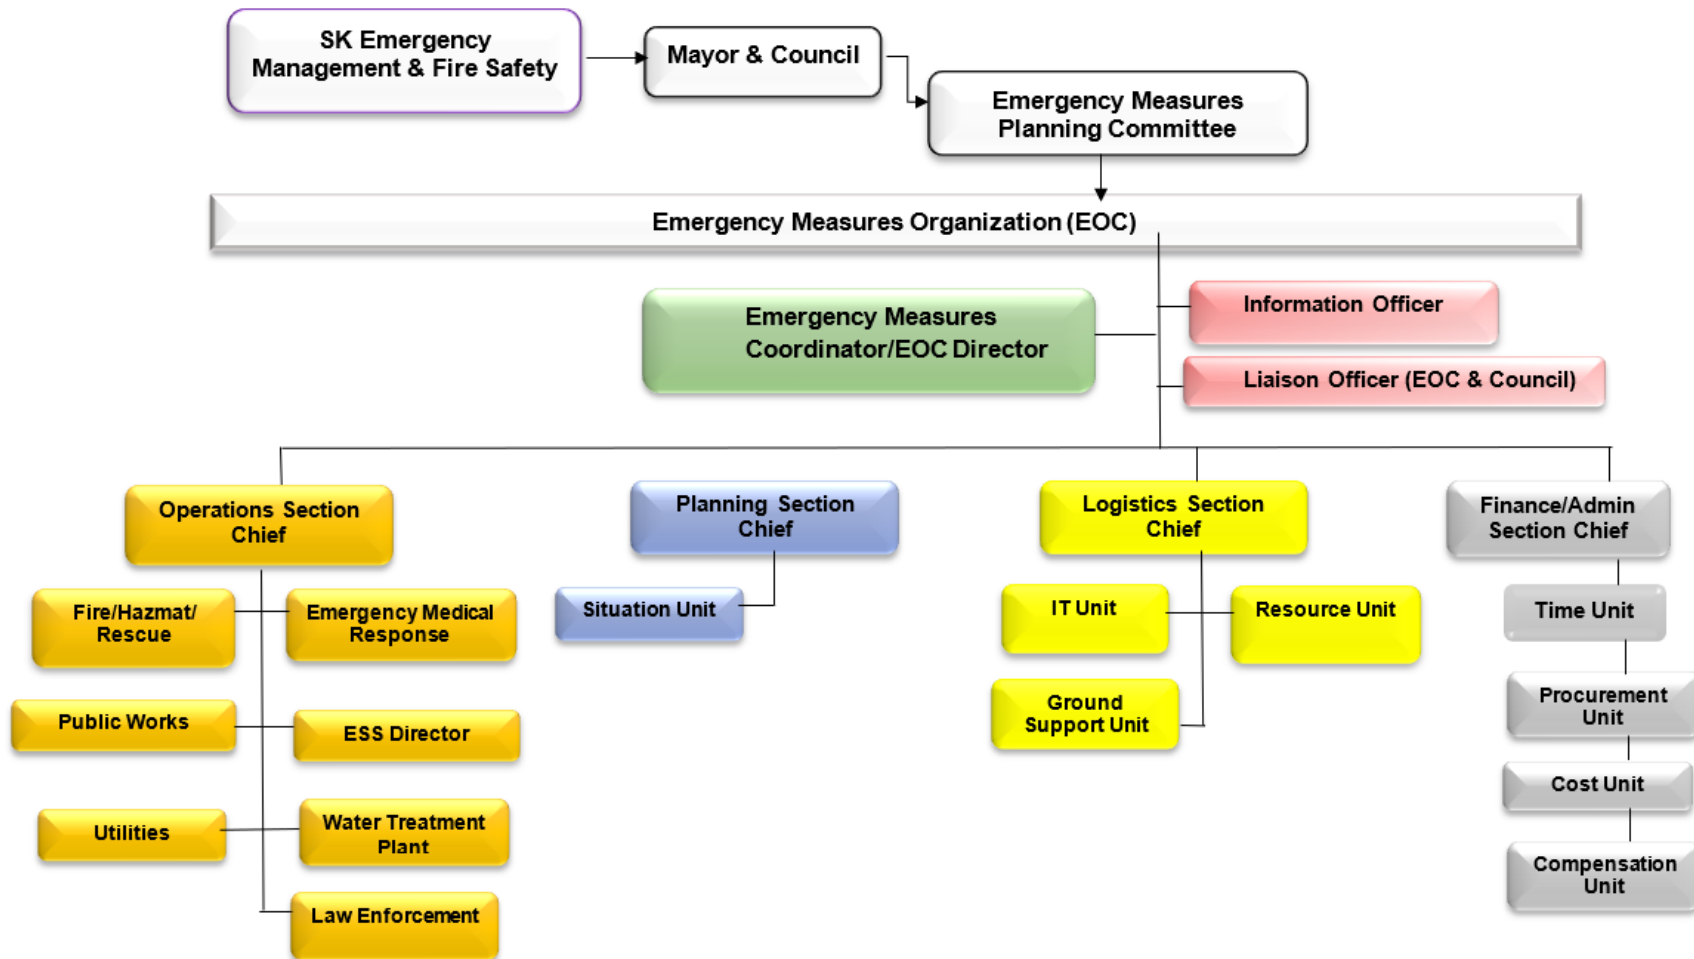 SK Emergency
Management & Fire Safety
Mayor & Council
Emergency Measures
Planning Committee
Emergency Measures Organization (EOC)
Emergency Measures
Coordinator/EOC Director
Information Officer
Liaison Officer (EOC & Council)
Operations Section
Chief
Planning Section
Chief
Logistics Section
Chief
Finance/Admin
Section Chief
Fire/Hazmat/
Rescue
Emergency Medical
Response
Public Works
ESS Director
Utilities
Water Treatment
Plant
Law Enforcement
Situation Unit
IT Unit
Resource Unit
Ground
Support Unit
Time Unit
Procurement
Unit
Cost Unit
Compensation
Unit